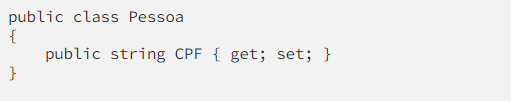 public class Pessoa
{
    public string CPF { get; set; }
}